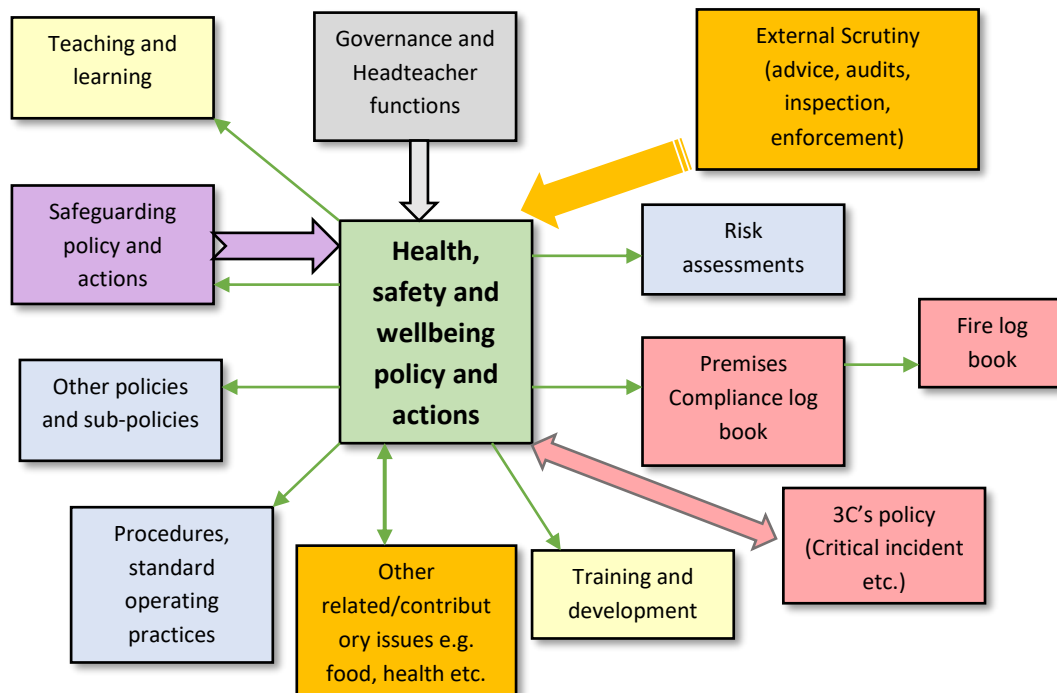 Teaching and
learning
Governance and
Headteacher
functions
External Scrutiny
(advice, audits,
inspection,
enforcement)
Safeguarding
policy and
actions
Health,
safety and
wellbeing
policy and
actions
Risk
assessments
Fire log
book
Other policies
and sub-policies
Premises
Compliance log
book
3C’s policy
(Critical incident
etc.)
Procedures,
standard
operating
practices
Other
related/contribut
ory issues e.g.
food, health etc.
Training and
development